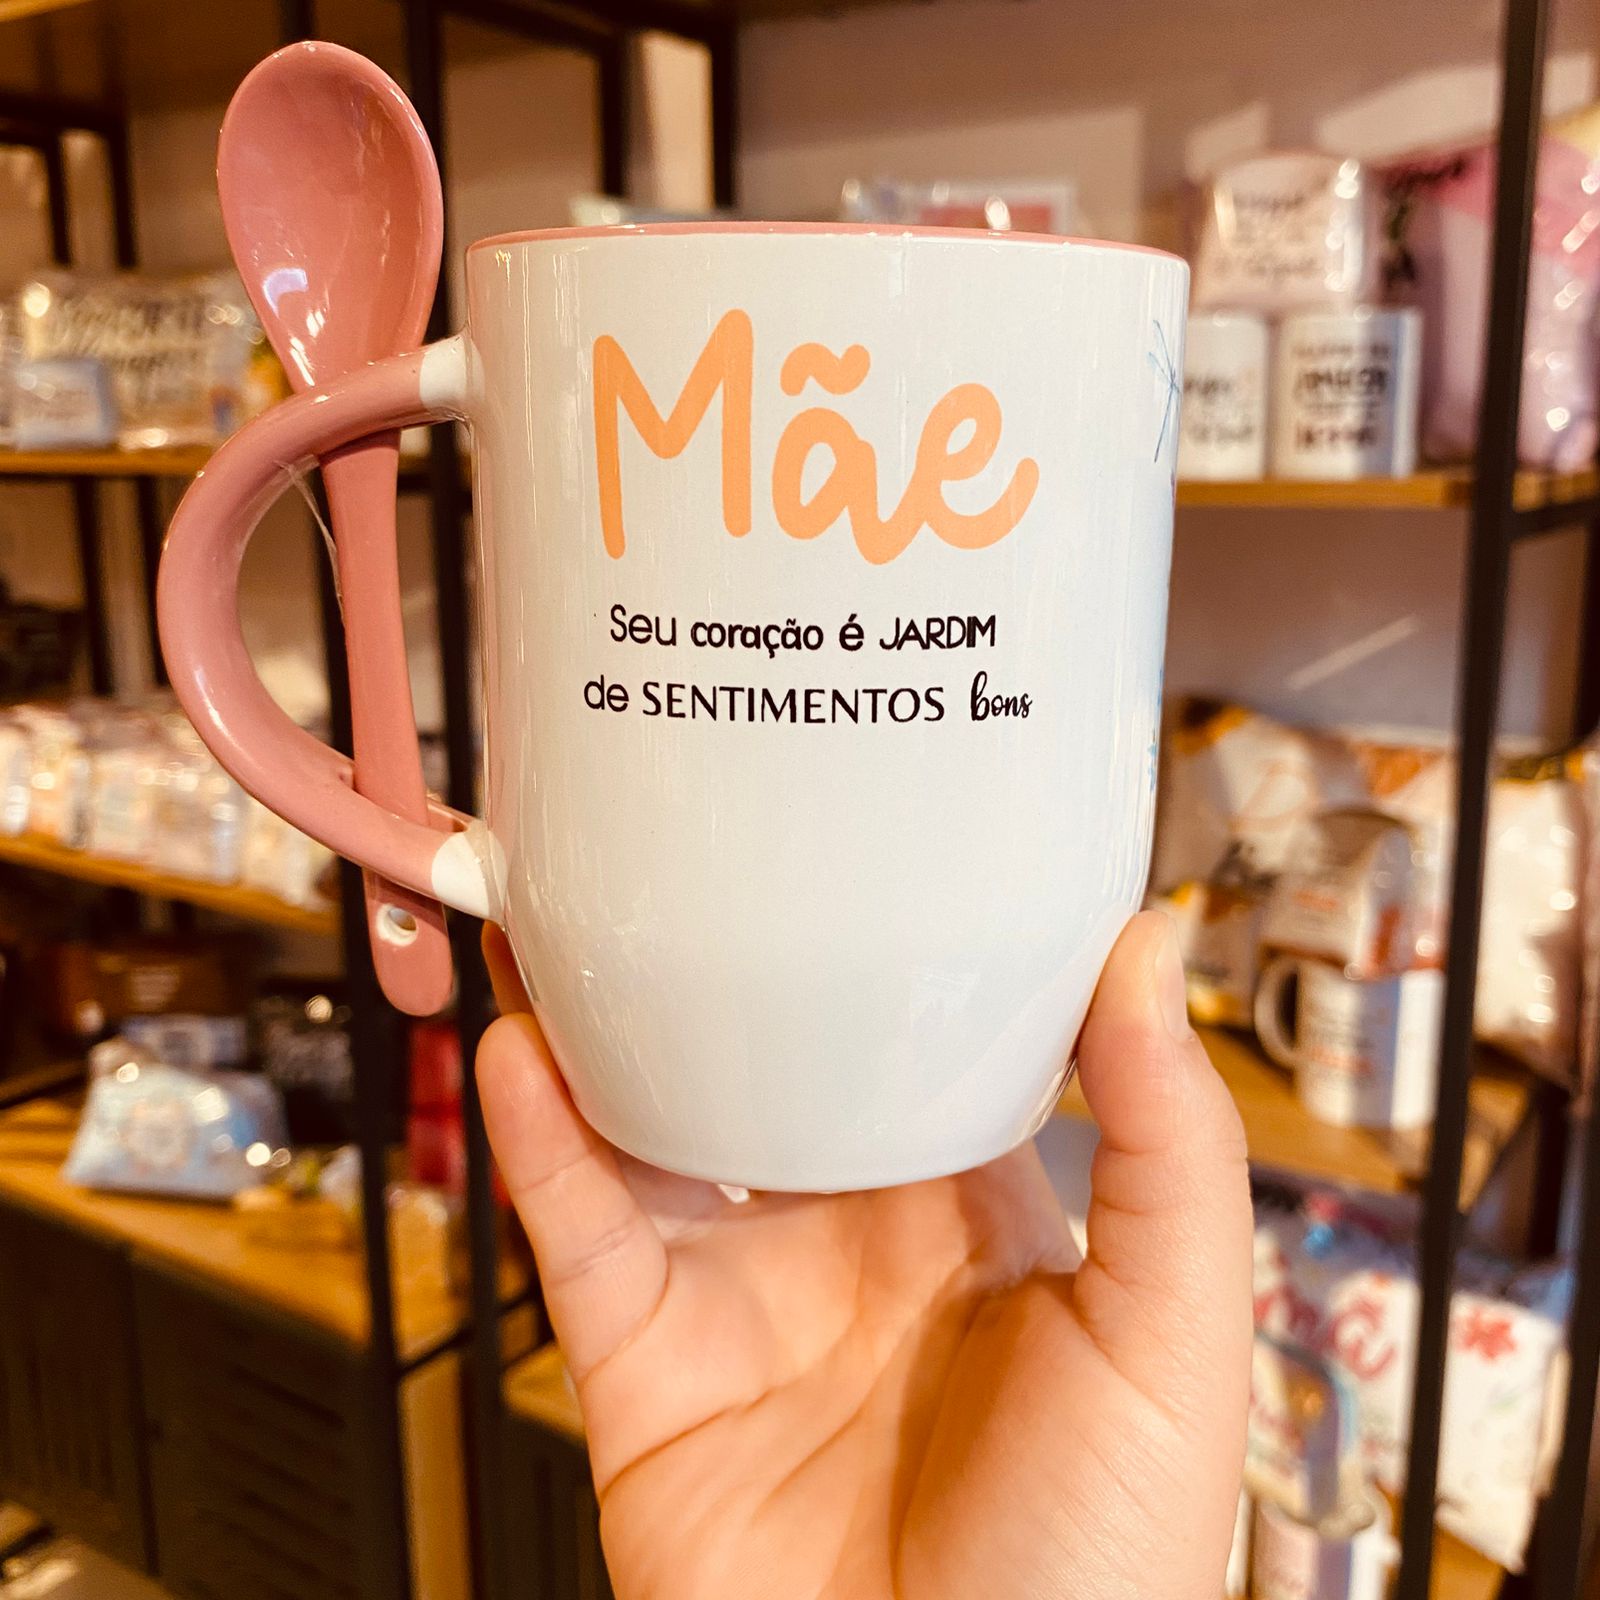 Mãe
Seu coração é JARDIM
de SENTIMENTOS bons